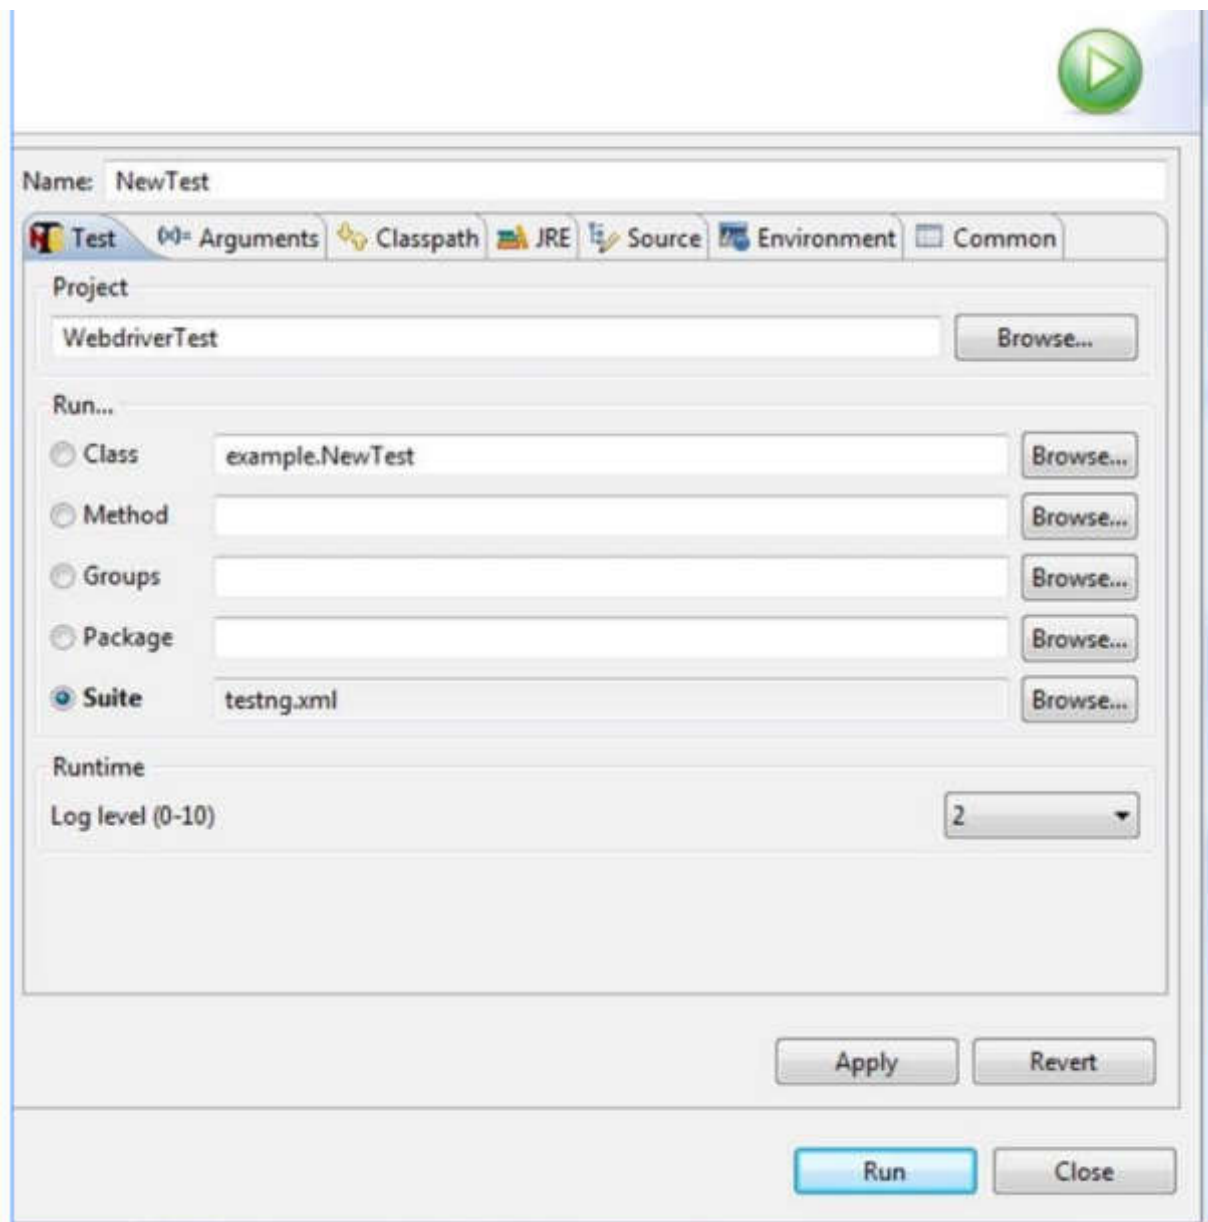 Name: NewTest
Test (x)= Arguments Classpath JRE Source Environment Common
Project
WebdriverTest Browse...
Run...
Class example.NewTest Browse...
Method Browse...
Groups Browse...
Package Browse...
Suite testng.xml Browse...
Runtime
Log level (0-10) 2
Apply Revert
Run Close